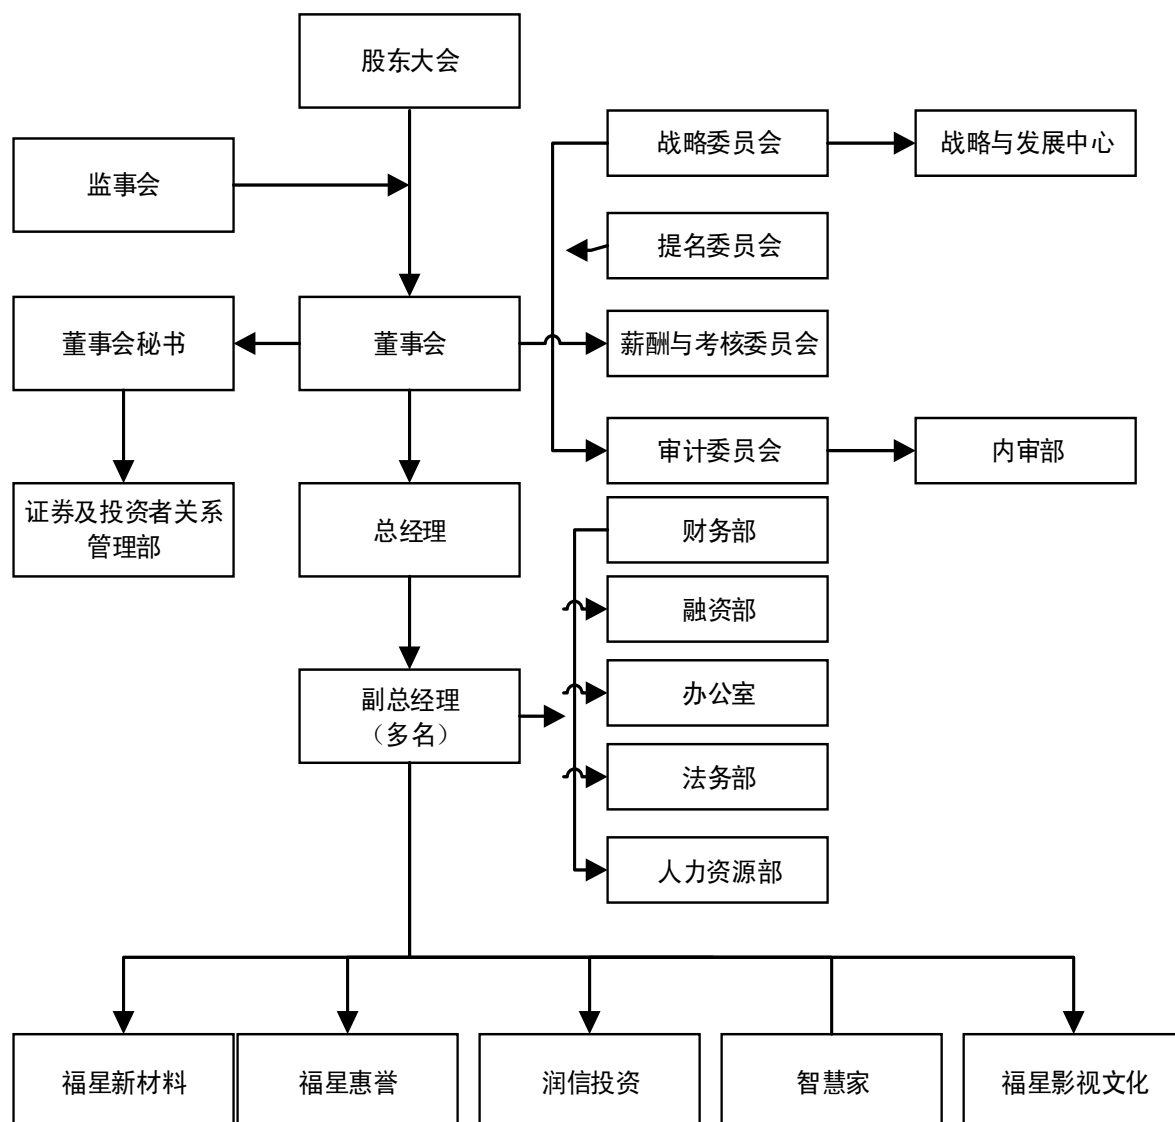 股东大会
监事会
战略委员会
战略与发展中心
提名委员会
董事会秘书
董事会
薪酬与考核委员会
审计委员会
内审部
证券及投资者关系
管理部
总经理
财务部
融资部
副总经理
（多名）
办公室
法务部
人力资源部
福星新材料
福星惠誉
润信投资
智慧家
福星影视文化